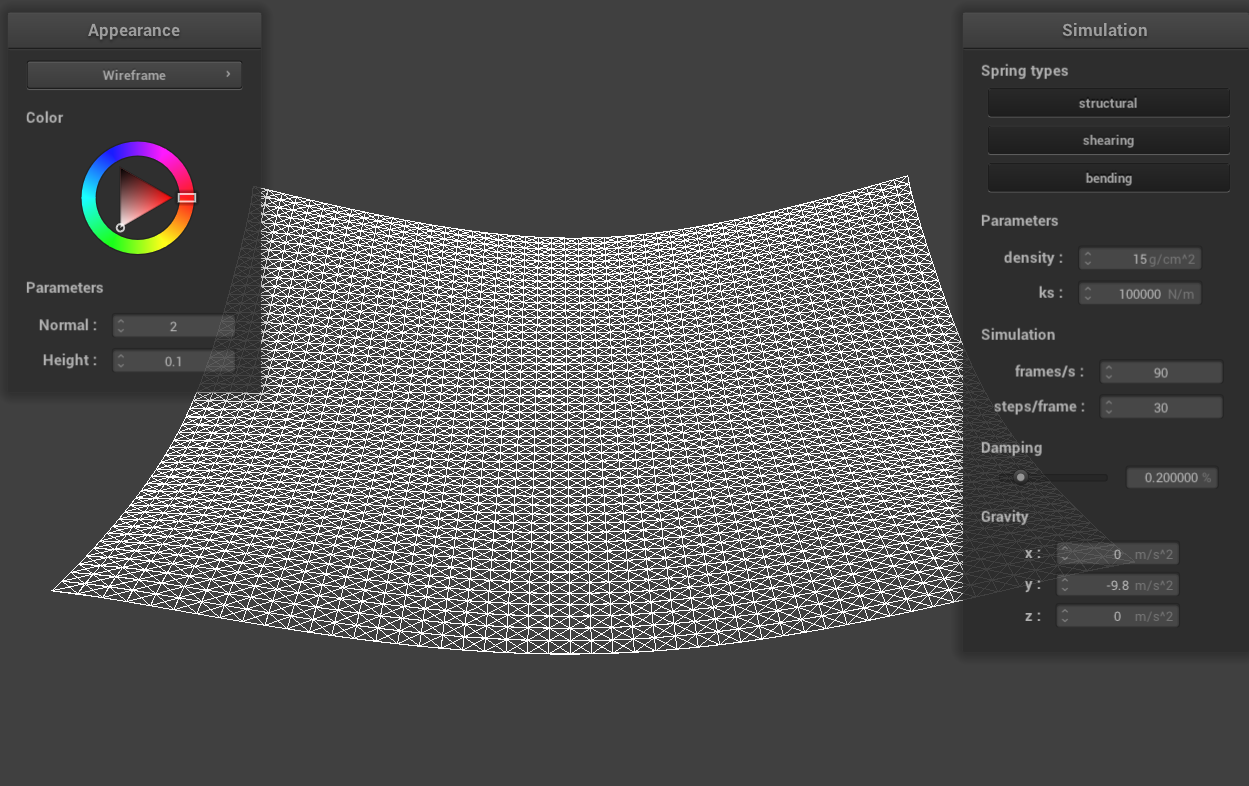 Appearance
Wireframe
Color
Parameters
Normal : 2
Height : 0.1
Simulation
Spring types
structural
shearing
bending
Parameters
density : 15 g/cm^2
ks : 100000 N/m
Simulation
frames/s : 90
steps/frame : 30
Damping
0.200000 %
Gravity
x : 0 m/s^2
y : -9.8 m/s^2
z : 0 m/s^2